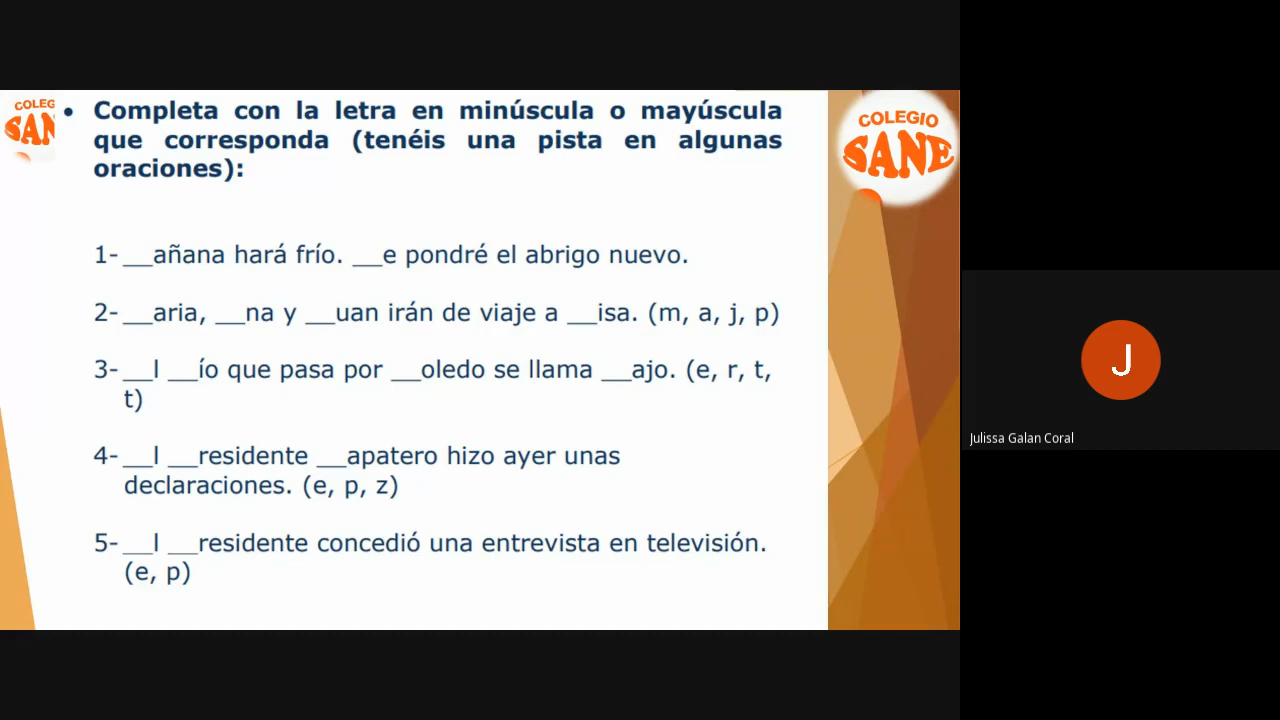 COLEG
SAN
• Completa con la letra en minúscula o mayúscula
que corresponda (tenéis una pista en algunas
oraciones):
1- __añana hará frío. __e pondré el abrigo nuevo.
2- __aria, __na y __uan irán de viaje a __isa. (m, a, j, p)
3- __l __ío que pasa por __oledo se llama __ajo. (e, r, t,
t)
4- __l __residente __apatero hizo ayer unas
declaraciones. (e, p, z)
5- __l __residente concedió una entrevista en televisión.
(e, p)
COLEGIO
SANE
J
Julissa Galan Coral